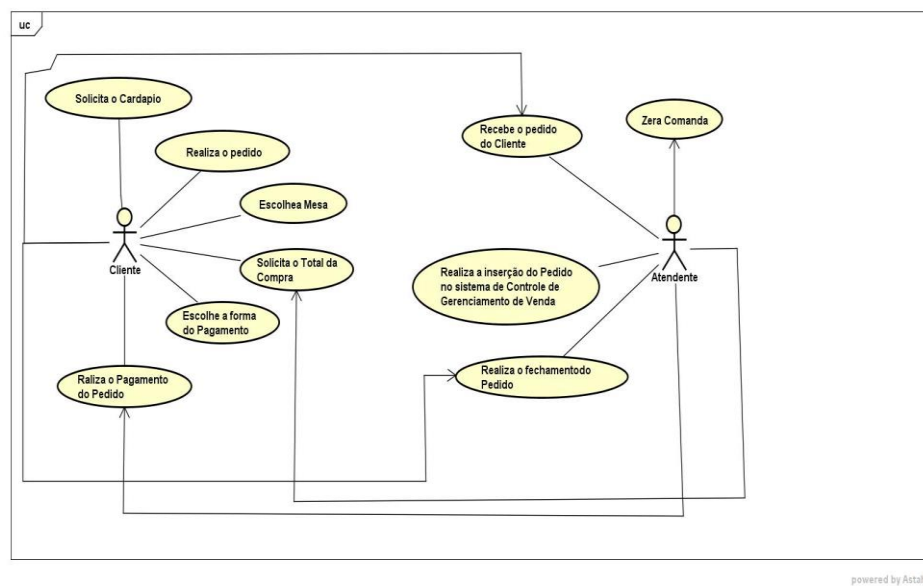 uc
Solicita o Cardapio
Realiza o pedido
Escolhea Mesa
Solicita o Total da
Compra
Escolhe a forma
do Pagamento
Raliza o Pagamento
do Pedido
Cliente
Recebe o pedido
do Cliente
Zera Comanda
Realiza a inserção do Pedido
no sistema de Controle de
Gerenciamento de Venda
Realiza o fechamentodo
Pedido
Atendente
powered by Asta